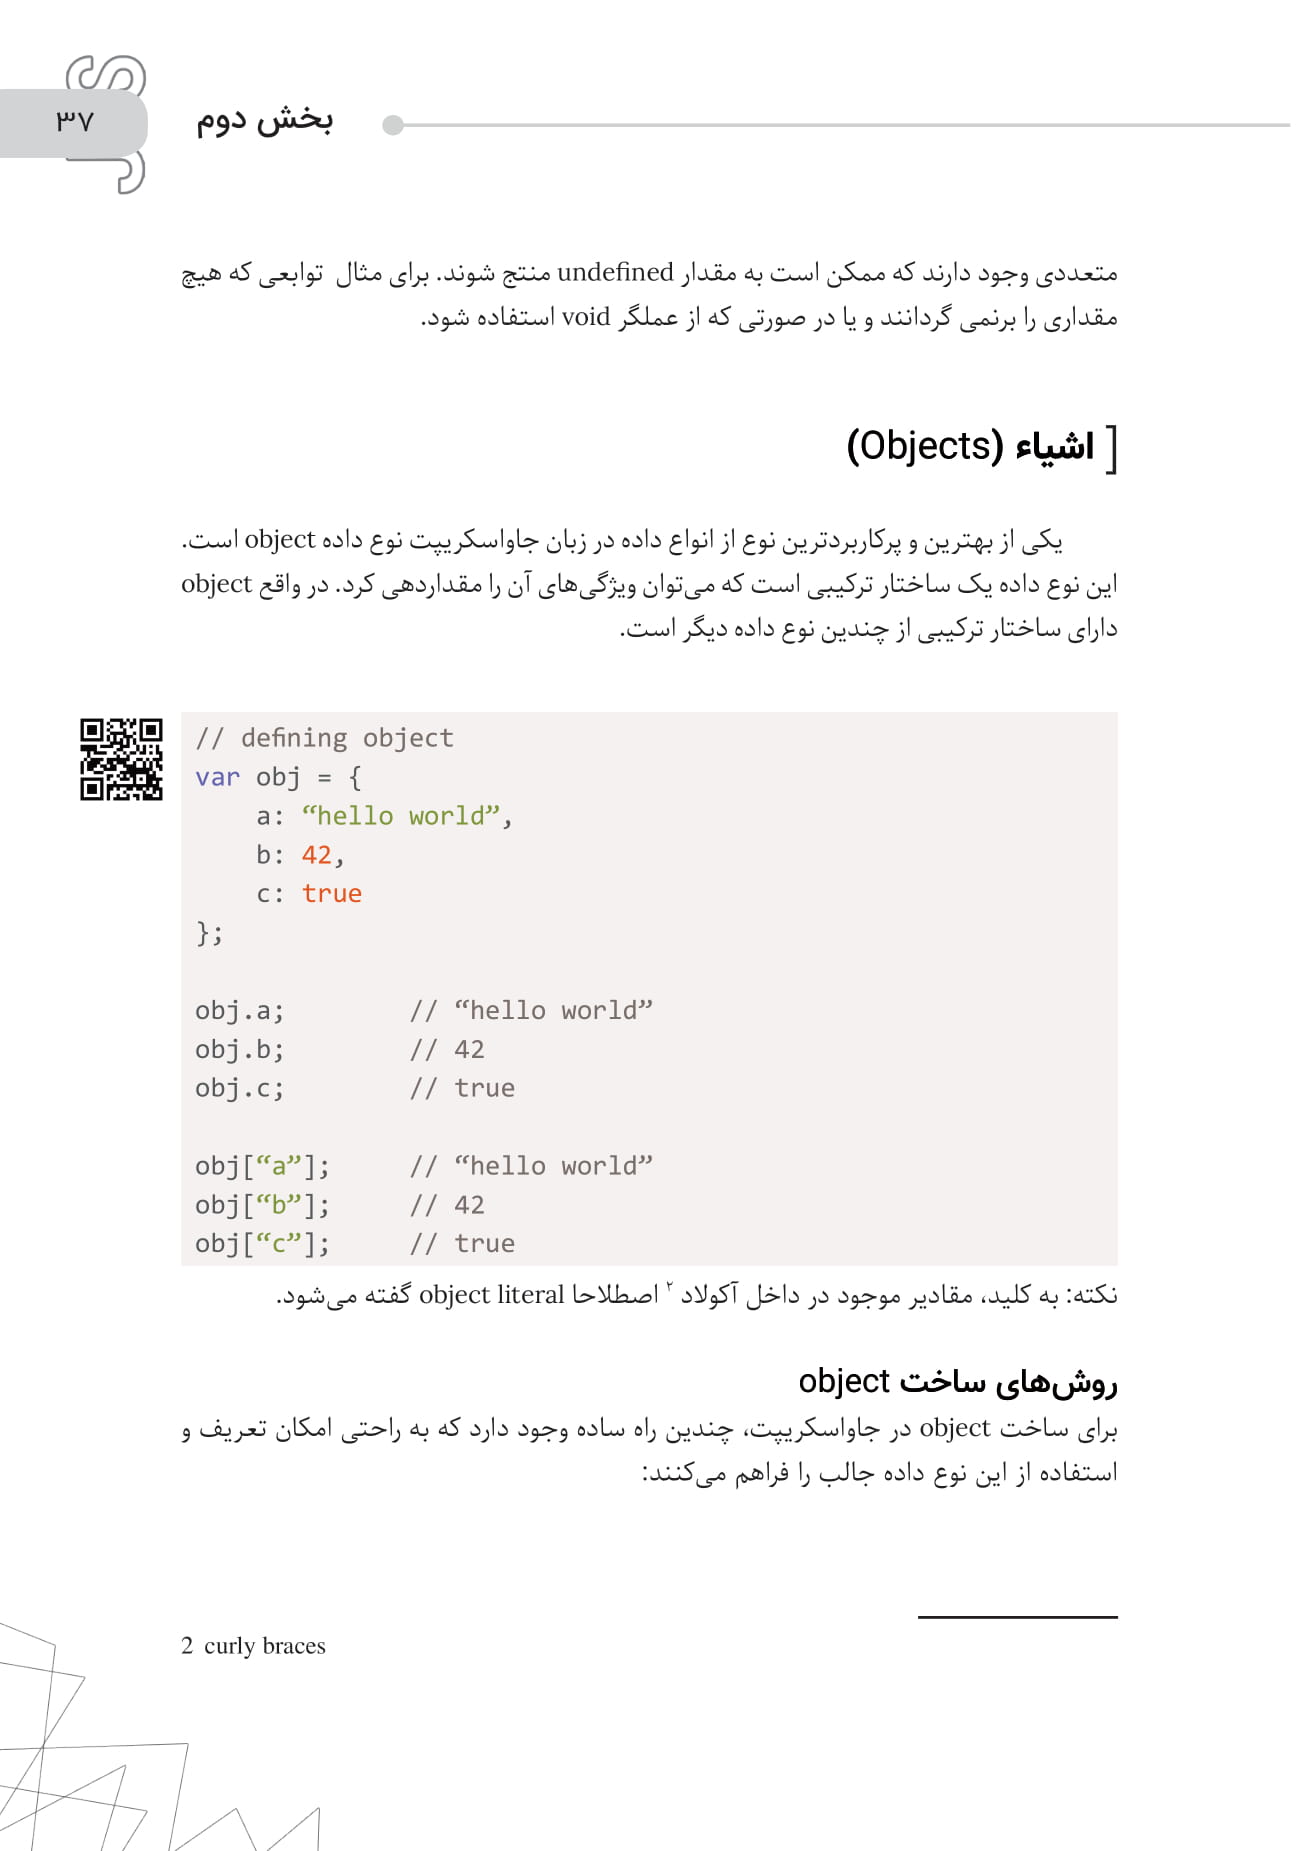 JS
۳۷
بخش دوم
متعددی وجود دارند که ممکن است به مقدار undefined منتج شوند. برای مثال توابعی که هیچ
مقداری را برنمی گردانند و یا در صورتی که از عملگر void استفاده شود.
[ اشیاء (Objects)
یکی از بهترین و پرکاربردترین نوع از انواع داده در زبان جاواسکریپت نوع داده object است.
این نوع داده یک ساختار ترکیبی است که می‌توان ویژگی‌های آن را مقداردهی کرد. در واقع object
دارای ساختار ترکیبی از چندین نوع داده دیگر است.
// defining object
var obj = {
    a: “hello world”,
    b: 42,
    c: true
};
obj.a;        // “hello world”
obj.b;        // 42
obj.c;        // true
obj[“a”];     // “hello world”
obj[“b”];     // 42
obj[“c”];     // true
نکته: به کلید، مقادیر موجود در داخل آکولاد ۲ اصطلاحا object literal گفته می‌شود.
روش‌های ساخت object
برای ساخت object در جاواسکریپت، چندین راه ساده وجود دارد که به راحتی امکان تعریف و
استفاده از این نوع داده جالب را فراهم می‌کنند:
2 curly braces